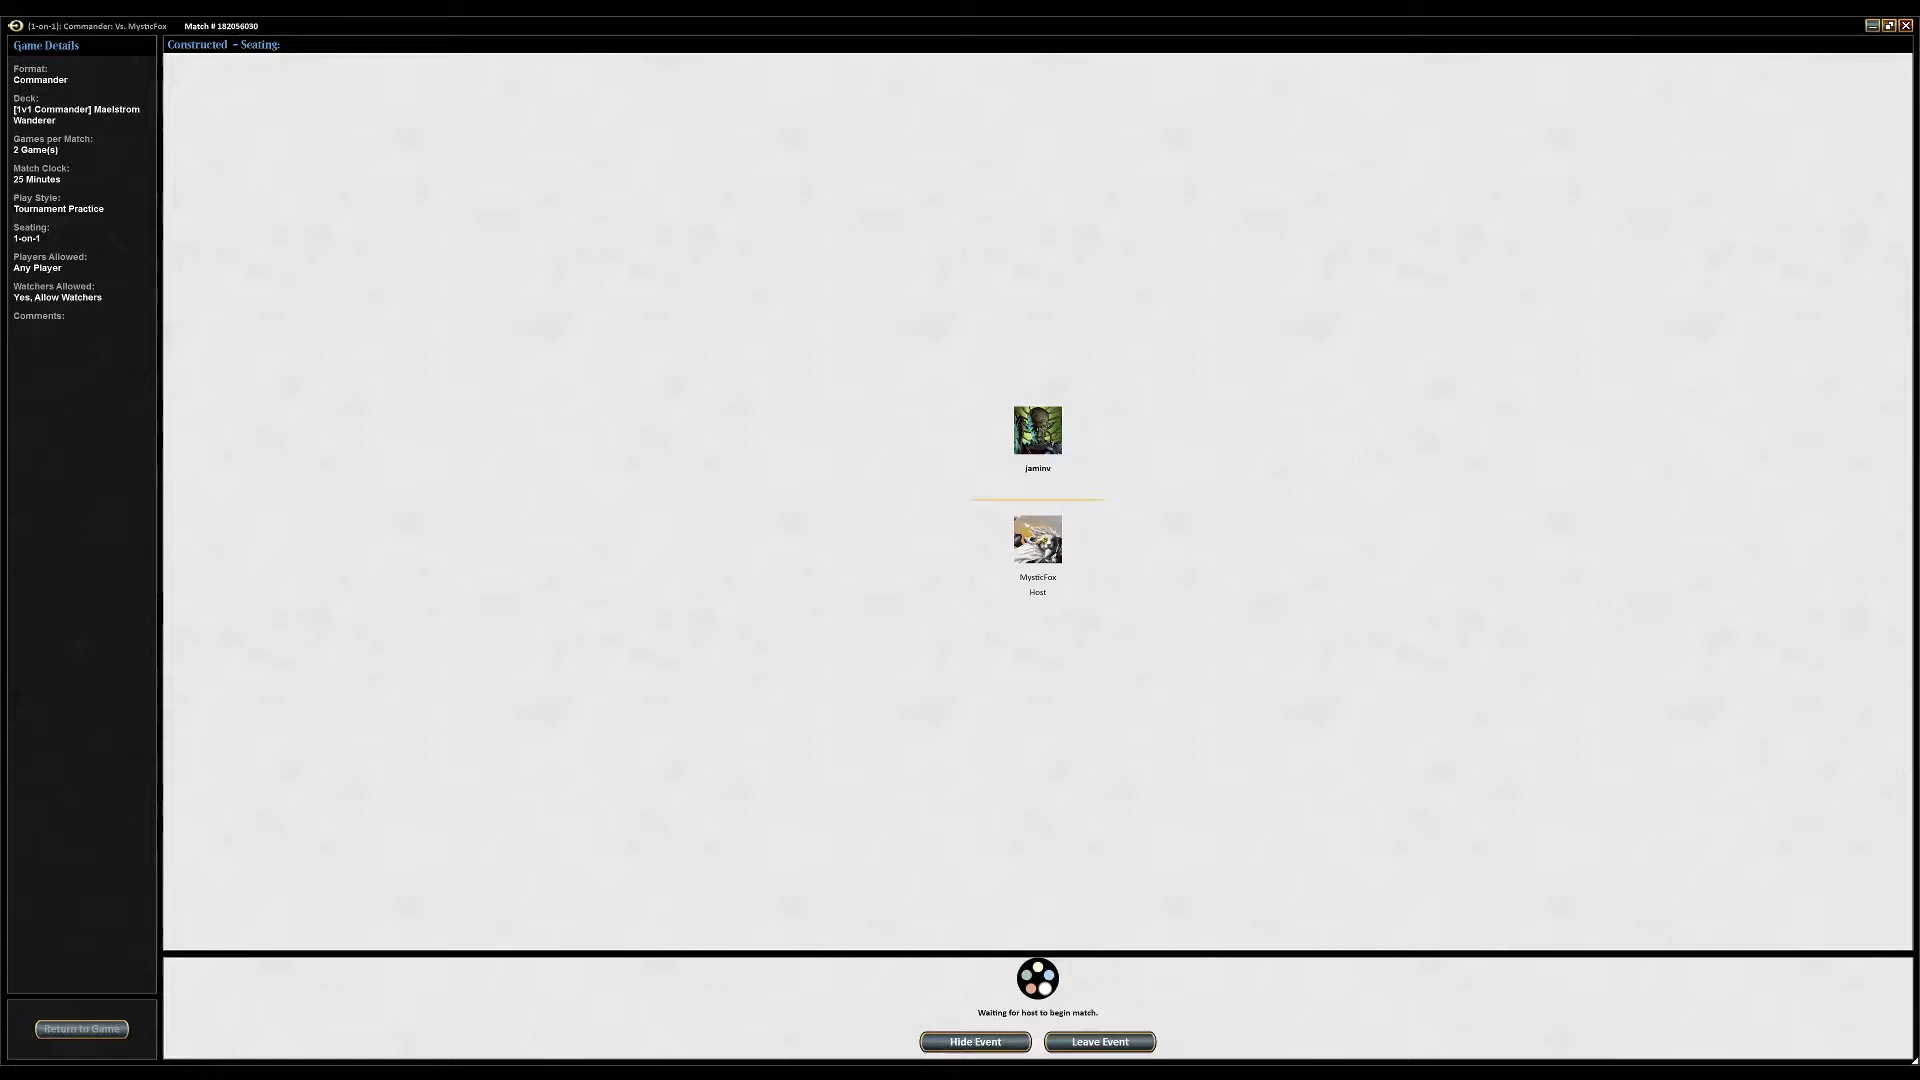 (1-on-1): Commander: Vs. MysticFox Match # 182056030
Game Details
Format:
Commander
Deck:
[1v1 Commander] Maelstrom
Wanderer
Games per Match:
2 Game(s)
Match Clock:
25 Minutes
Play Style:
Tournament Practice
Seating:
1-on-1
Players Allowed:
Any Player
Watchers Allowed:
Yes, Allow Watchers
Comments:
Return to Game
Constructed - Seating:
jaminv
MysticFox
Host
Waiting for host to begin match.
Hide Event Leave Event